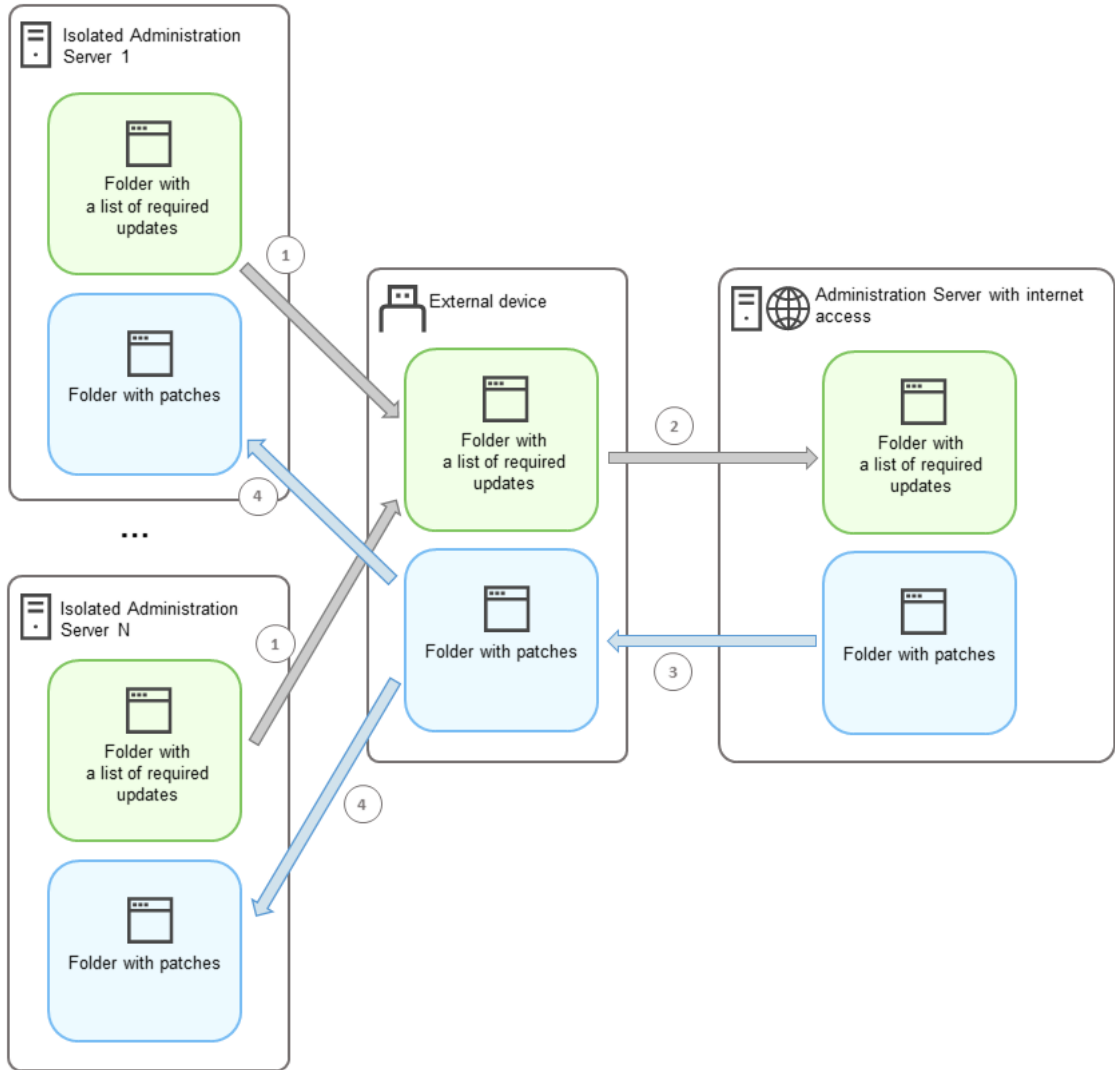 Isolated Administration
Server 1
Folder with
a list of required
updates
1
Folder with patches
4
...
Isolated Administration
Server N
1
Folder with
a list of required
updates
4
Folder with patches
External device
Folder with
a list of required
updates
2
Folder with patches
3
Administration Server with internet
access
Folder with
a list of required
updates
Folder with patches